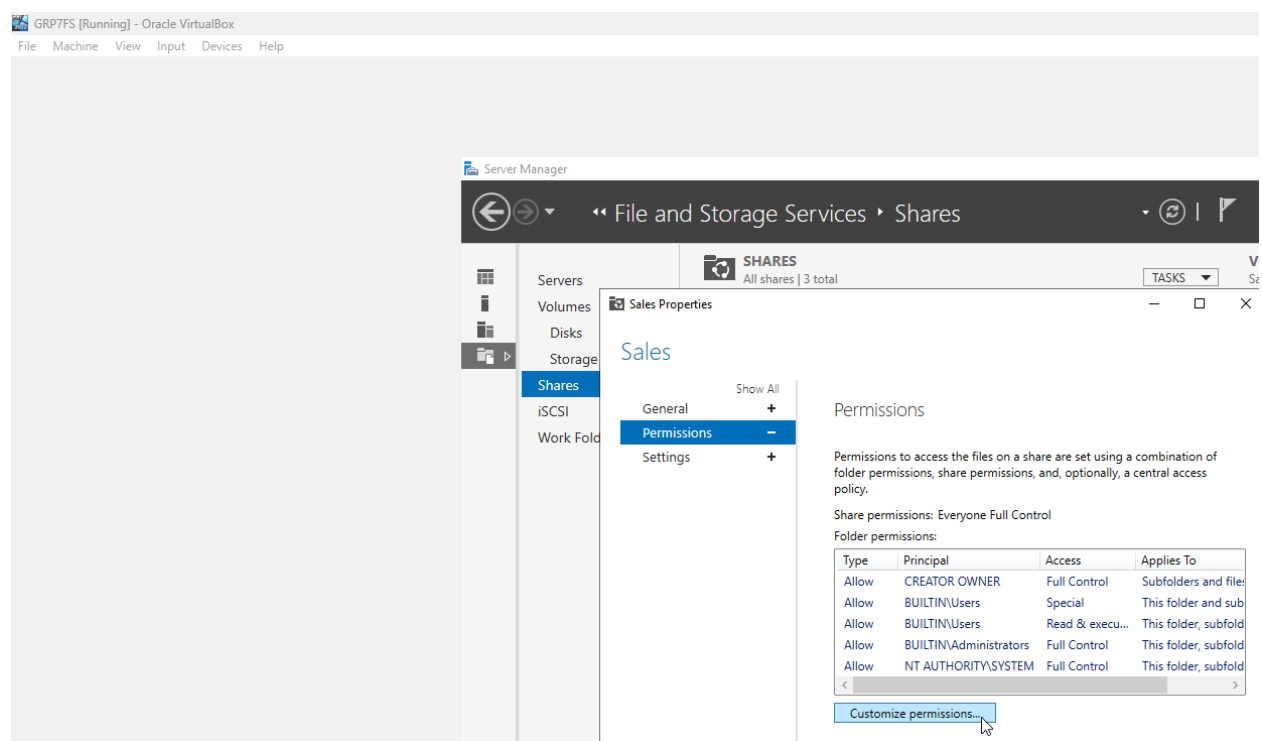 GRP7FS [Running] - Oracle VirtualBox
File Machine View Input Devices Help
Server Manager
File and Storage Services Shares
SHARES
All shares | 3 total
TASKS
V
Sa
Servers
Volumes
Disks
Storage
Shares
iSCSI
Work Fold
Sales Properties
Sales
Show All
General +
Permissions −
Settings +
Permissions
Permissions to access the files on a share are set using a combination of
folder permissions, share permissions, and, optionally, a central access
policy.
Share permissions: Everyone Full Control
Folder permissions:
Type Principal Access Applies To
Allow CREATOR OWNER Full Control Subfolders and files
Allow BUILTIN\Users Special This folder and sub
Allow BUILTIN\Users Read & execu... This folder, subfold
Allow BUILTIN\Administrators Full Control This folder, subfold
Allow NT AUTHORITY\SYSTEM Full Control This folder, subfold
Customize permissions...